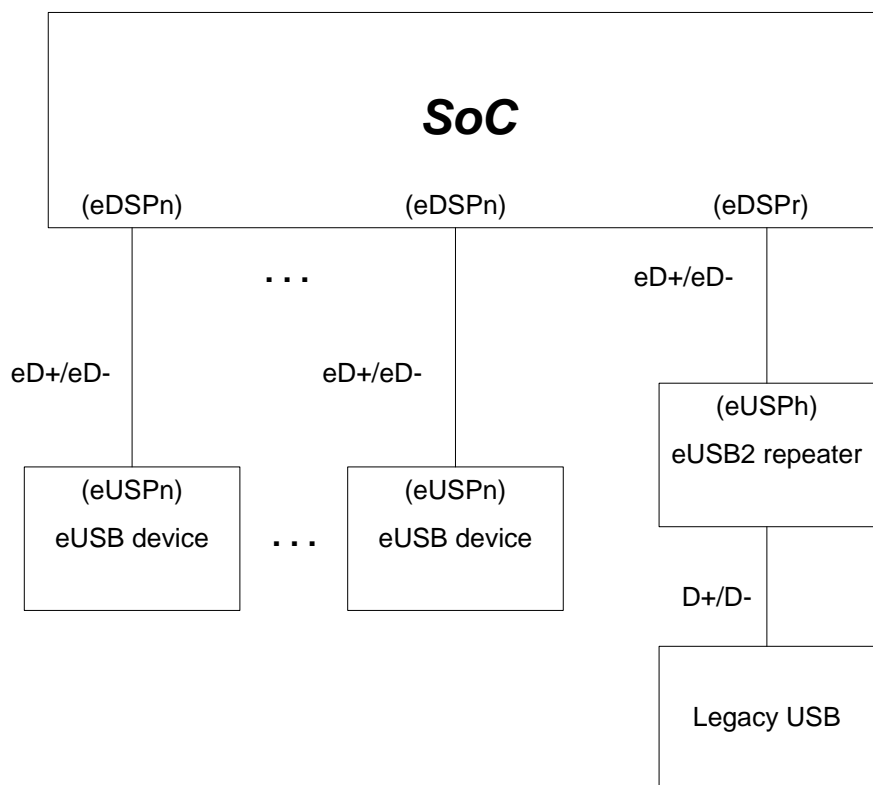 SoC
(eDSPn)
(eDSPn)
(eDSPr)
. . .
eD+/eD-
eD+/eD-
eD+/eD-
(eUSPh)
eUSB2 repeater
(eUSPn)
eUSB device
. . .
(eUSPn)
eUSB device
D+/D-
Legacy USB